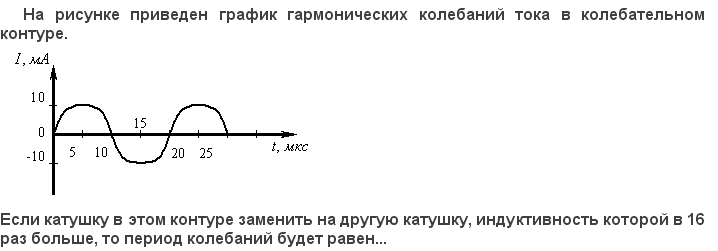 На рисунке приведен график гармонических колебаний тока в колебательном
контуре.
I, мА
10
15
0
5 10 20 25
t, мкс
-10
Если катушку в этом контуре заменить на другую катушку, индуктивность которой в 16
раз больше, то период колебаний будет равен...